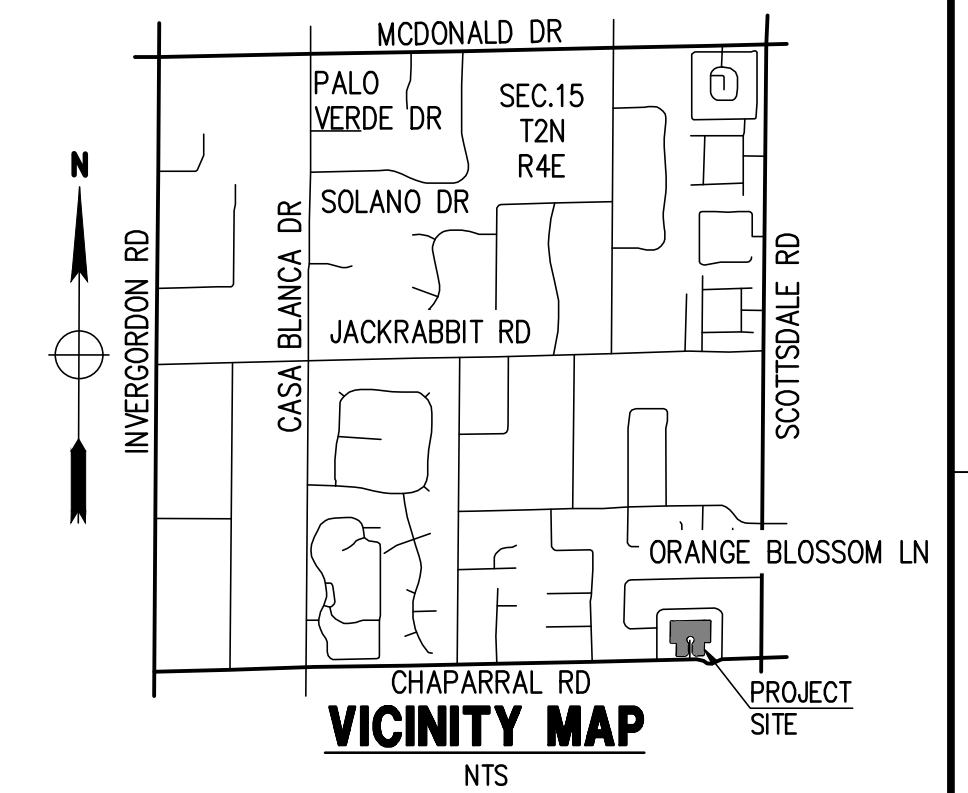 MCDONALD DR
PALO
VERDE DR
SEC.15
T2N
R4E
N
SOLANO DR
INVERGORDON RD
CASA BLANCA DR
SCOTTSDALE RD
JACKRABBIT RD
ORANGE BLOSSOM LN
CHAPARRAL RD
PROJECT
SITE
VICINITY MAP
NTS